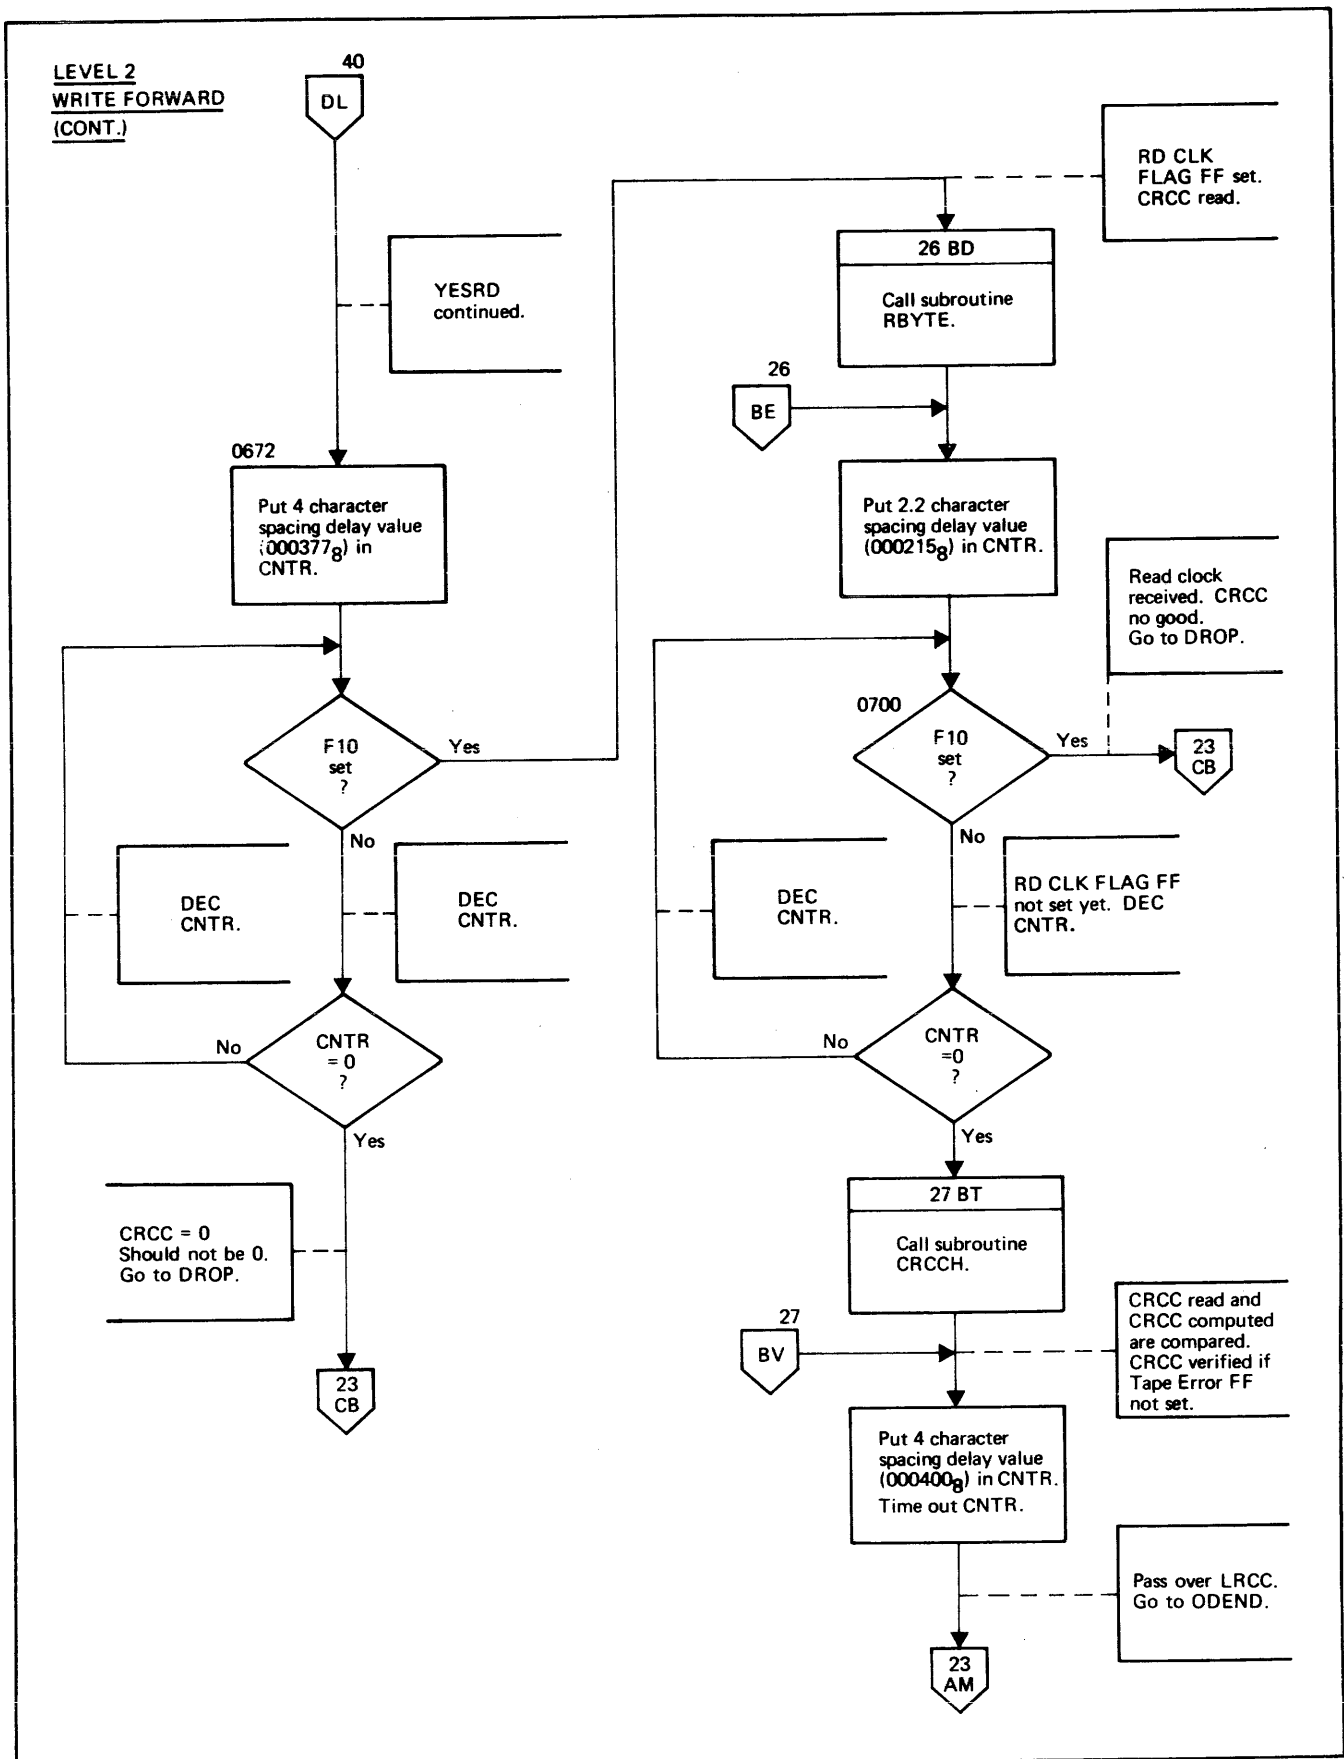 LEVEL 2
WRITE FORWARD
(CONT.)
40
DL
YESRD
continued.
0672
Put 4 character
spacing delay value
(000377₈) in
CNTR.
F10
set
?
Yes
No
DEC
CNTR.
DEC
CNTR.
CNTR
= 0
?
No
Yes
CRCC = 0
Should not be 0.
Go to DROP.
23
CB
RD CLK
FLAG FF set.
CRCC read.
26 BD
Call subroutine
RBYTE.
26
BE
Put 2.2 character
spacing delay value
(000215₈) in CNTR.
Read clock
received. CRCC
no good.
Go to DROP.
0700
F10
set
?
Yes
23
CB
No
DEC
CNTR.
RD CLK FLAG FF
not set yet. DEC
CNTR.
CNTR
=0
?
No
Yes
27 BT
Call subroutine
CRCCH.
27
BV
CRCC read and
CRCC computed
are compared.
CRCC verified if
Tape Error FF
not set.
Put 4 character
spacing delay value
(000400₈) in CNTR.
Time out CNTR.
Pass over LRCC.
Go to ODEND.
23
AM